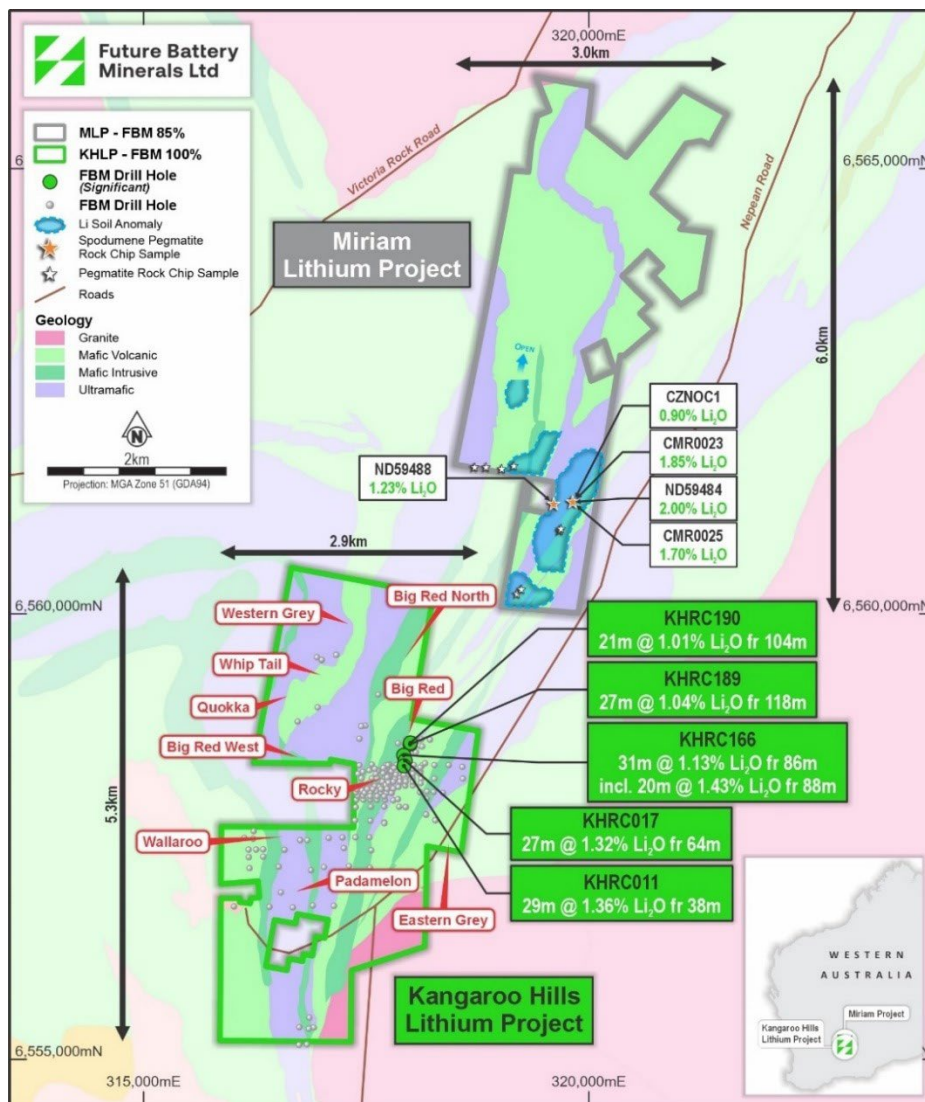 Future Battery
Minerals Ltd
MLP - FBM 85%
KHLP - FBM 100%
FBM Drill Hole
(Significant)
FBM Drill Hole
Li Soil Anomaly
Spodumene Pegmatite
Rock Chip Sample
Pegmatite Rock Chip Sample
Roads
Geology
Granite
Mafic Volcanic
Mafic Intrusive
Ultramafic
N
2km
Projection: MGA Zone 51 (GDA94)
320,000mE
3.0km
Victoria Rock Road
Nepean Road
6,565,000mN
Miriam
Lithium Project
6.0km
OPEN
CZNOC1
0.90% Li₂O
CMR0023
1.85% Li₂O
ND59488
1.23% Li₂O
ND59484
2.00% Li₂O
CMR0025
1.70% Li₂O
2.9km
6,560,000mN
6,560,000mN
Big Red North
Western Grey
Whip Tail
Quokka
Big Red
Big Red West
Rocky
5.3km
Wallaroo
Padamelon
Eastern Grey
KHRC190
21m @ 1.01% Li₂O fr 104m
KHRC189
27m @ 1.04% Li₂O fr 118m
KHRC166
31m @ 1.13% Li₂O fr 86m
incl. 20m @ 1.43% Li₂O fr 88m
KHRC017
27m @ 1.32% Li₂O fr 64m
KHRC011
29m @ 1.36% Li₂O fr 38m
Kangaroo Hills
Lithium Project
WESTERN
AUSTRALIA
Miriam Project
Kangaroo Hills
Lithium Project
6,555,000mN
315,000mE
320,000mE